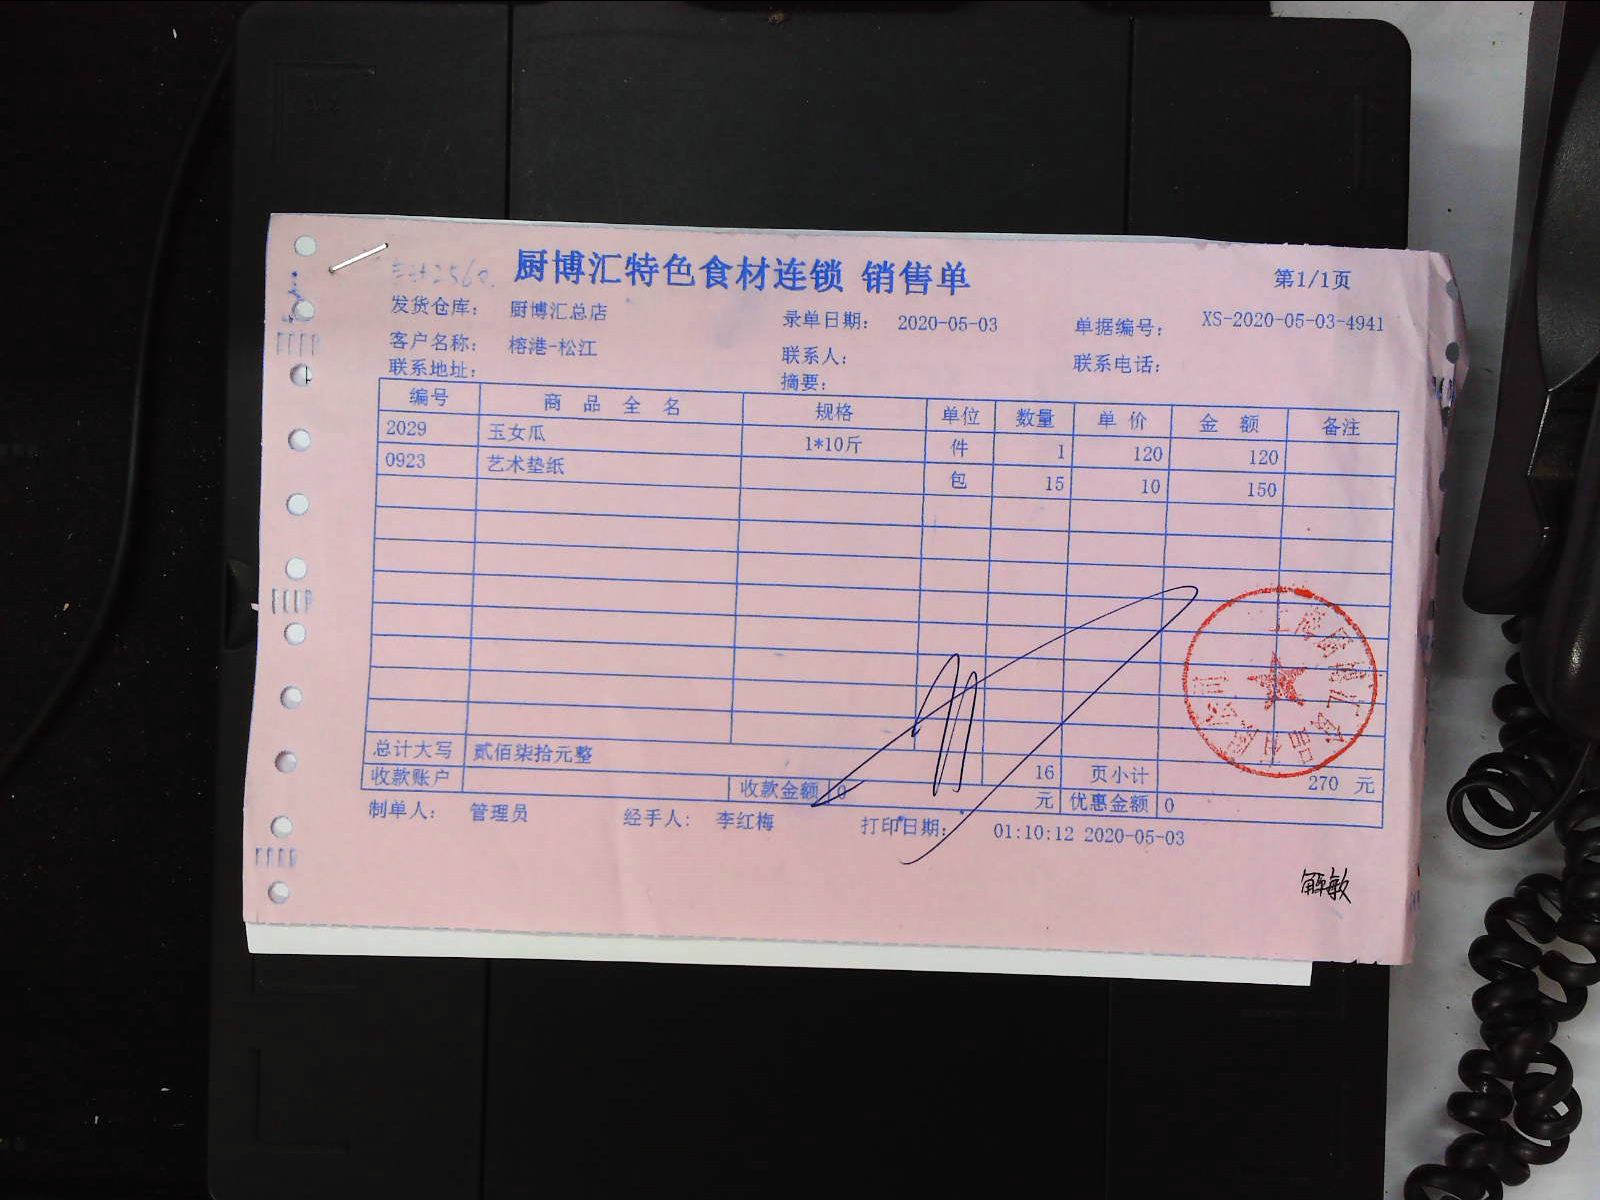 厨博汇特色食材连锁 销售单
第1/1页
发货仓库： 厨博汇总店 录单日期： 2020-05-03 单据编号： XS-2020-05-03-4941
客户名称： 榕港-松江 联系人： 联系电话：
联系地址： 摘要：
编号 商 品 全 名 规格 单位 数量 单 价 金 额 备注
2029 玉女瓜 1*10斤 件 1 120 120
0923 艺术垫纸 包 15 10 150
总计大写 贰佰柒拾元整 16 页小计 270 元
收款账户 收款金额 0 元 优惠金额 0
制单人： 管理员 经手人： 李红梅 打印日期： 01:10:12 2020-05-03
解敏